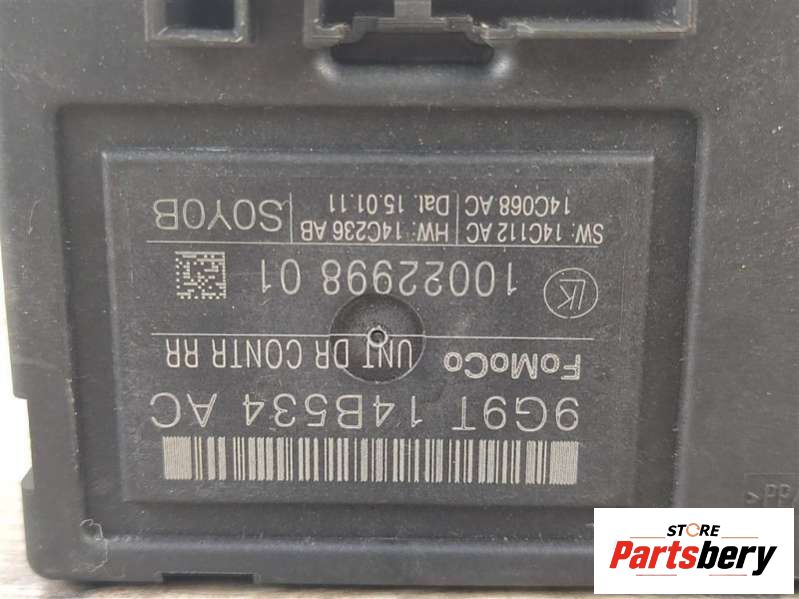 9G9T 14B534 AC
FoMoCo UNT DR CONTR RR
LK 10022998 01
SW: 14C112 AC HW: 14C236 AB
14C068 AC Dat. 15.01.11
SOYOB
STORE
Partsbery